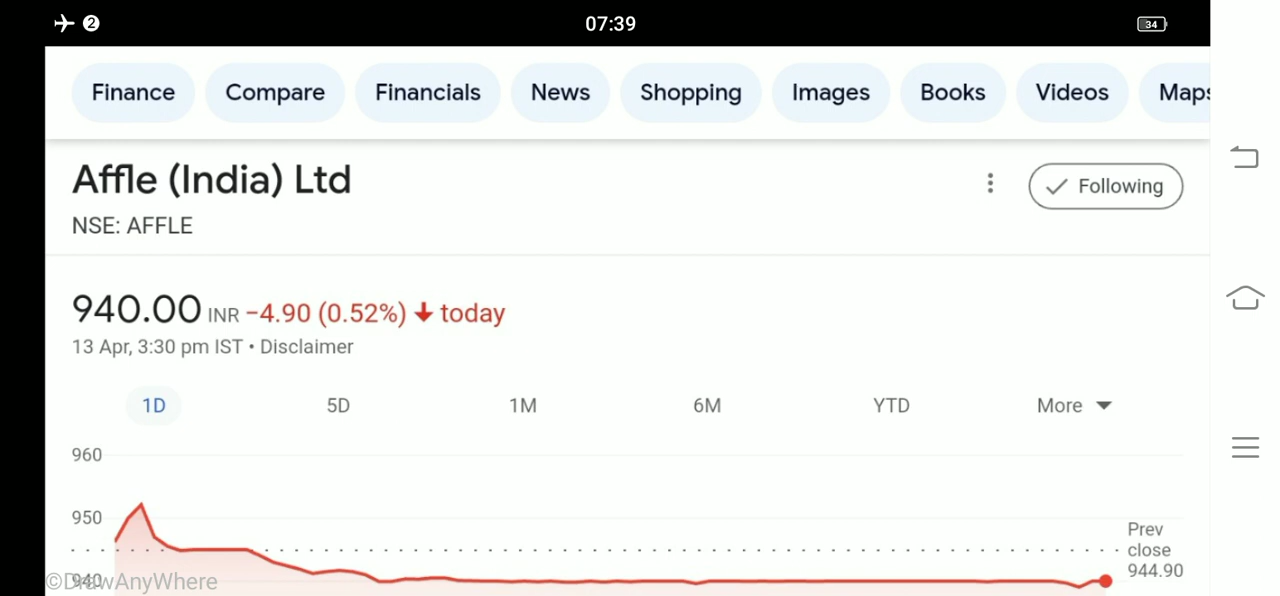 2 07:39 34
Finance Compare Financials News Shopping Images Books Videos Maps
Affle (India) Ltd
Following
NSE: AFFLE
940.00 INR −4.90 (0.52%) today
13 Apr, 3:30 pm IST • Disclaimer
1D 5D 1M 6M YTD More
960
950
Prev
close
944.90
940
©DrawAnyWhere